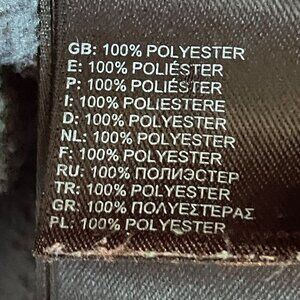 GB: 100% POLYESTER
E: 100% POLIÉSTER
P: 100% POLIÉSTER
I: 100% POLIESTERE
D: 100% POLYESTER
NL: 100% POLYESTER
F: 100% POLYESTER
RU: 100% ПОЛИЭСТЕР
TR: 100% POLYESTER
GR: 100% ΠΟΛΥΕΣΤΕΡΑΣ
PL: 100% POLYESTER